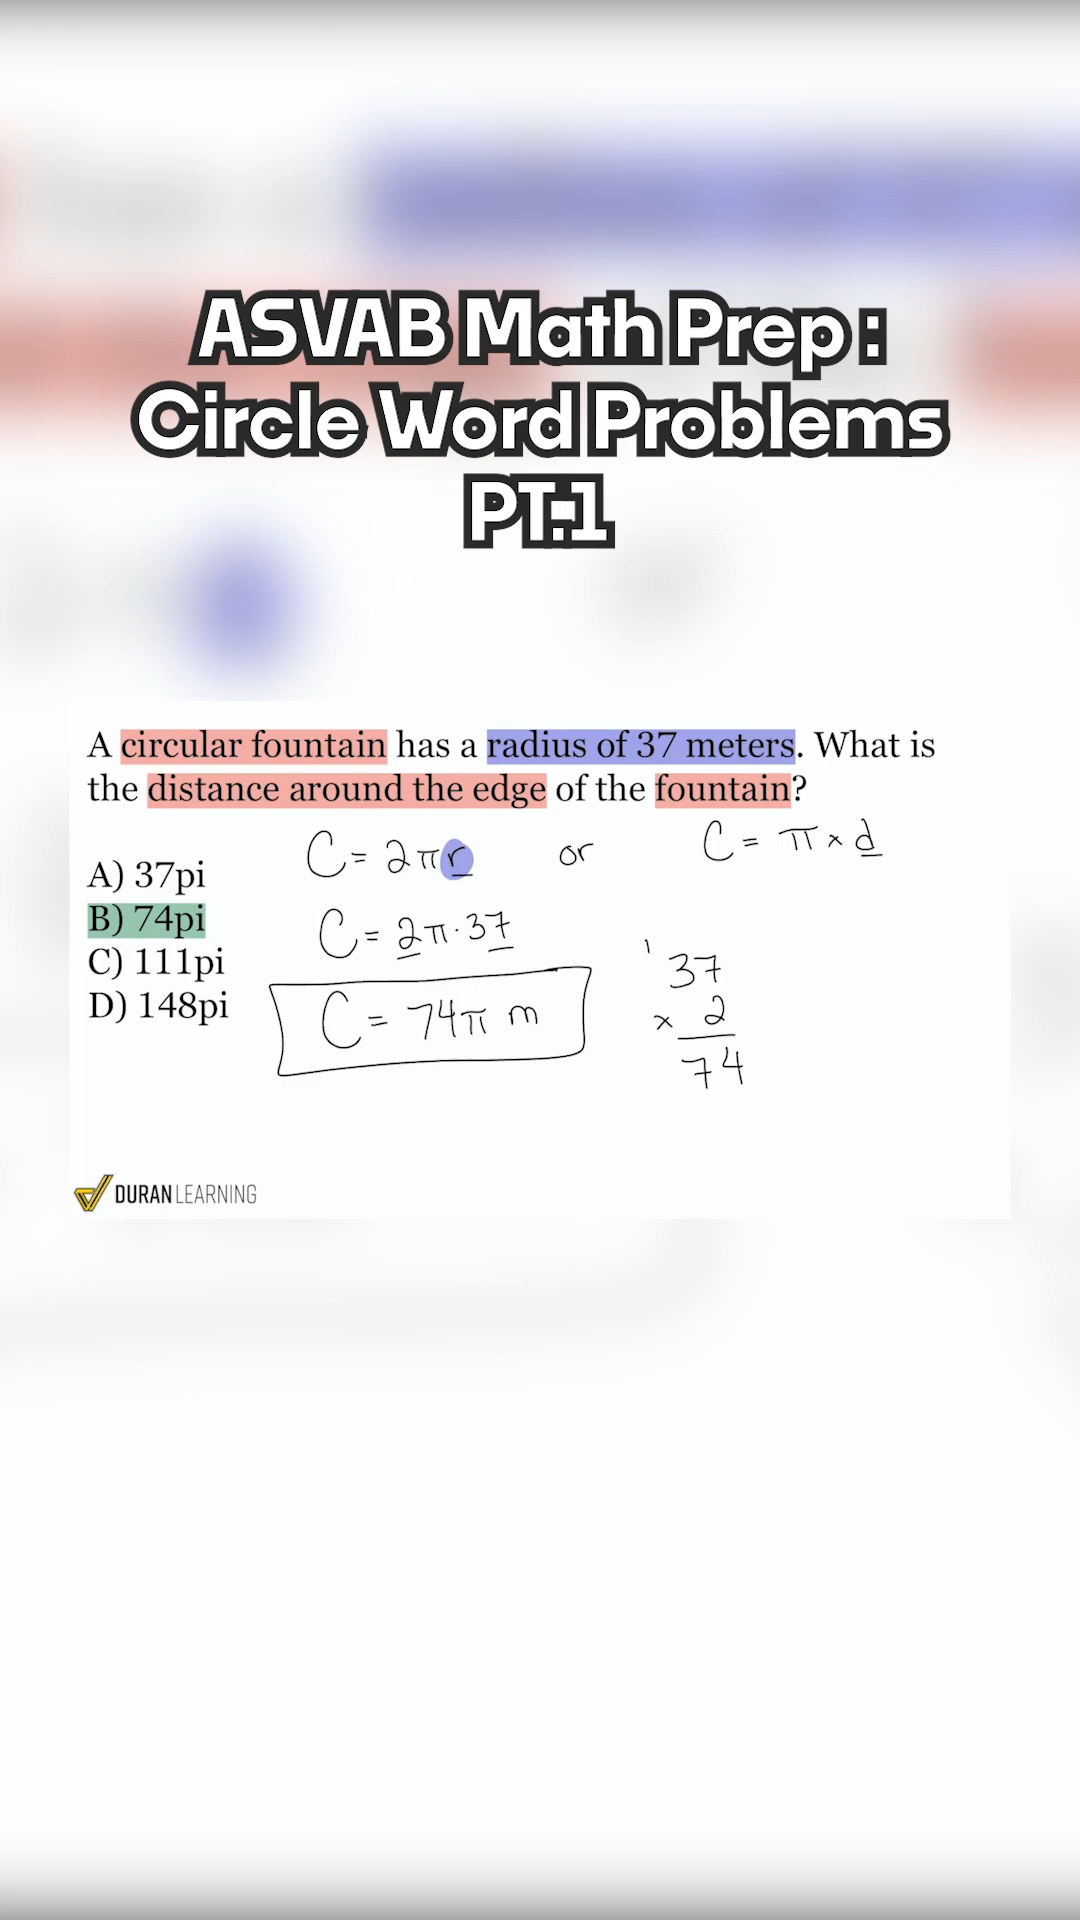 ASVAB Math Prep :
Circle Word Problems
PT.1
A circular fountain has a radius of 37 meters. What is
the distance around the edge of the fountain?
A) 37pi
B) 74pi
C) 111pi
D) 148pi
C = 2πr or C = π × d
C = 2π · 37
C = 74π m
1
37
× 2
74
DURAN LEARNING